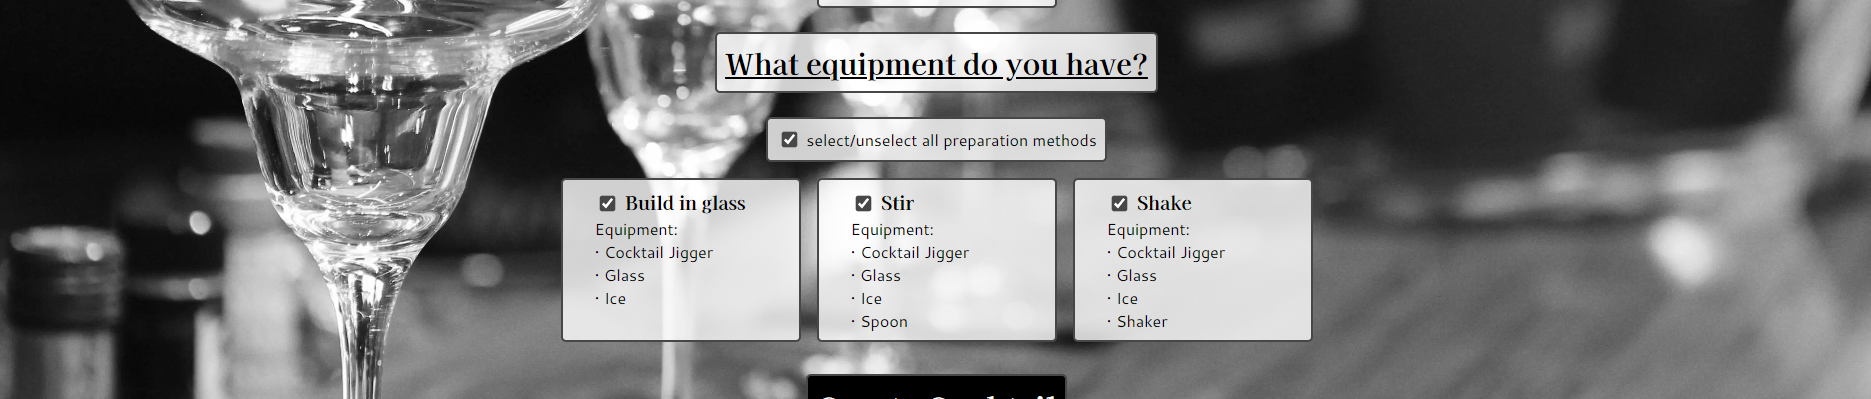 What equipment do you have?
select/unselect all preparation methods
Build in glass
Equipment:
· Cocktail Jigger
· Glass
· Ice
Stir
Equipment:
· Cocktail Jigger
· Glass
· Ice
· Spoon
Shake
Equipment:
· Cocktail Jigger
· Glass
· Ice
· Shaker